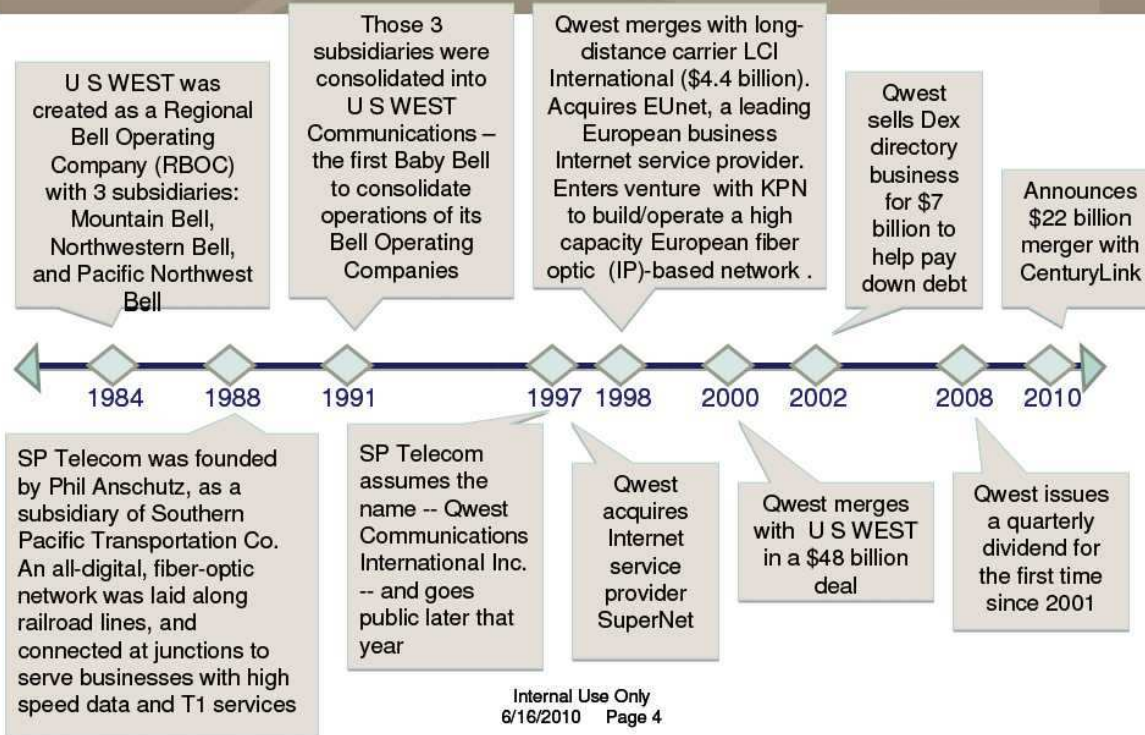 U S WEST was
created as a Regional
Bell Operating
Company (RBOC)
with 3 subsidiaries:
Mountain Bell,
Northwestern Bell,
and Pacific Northwest
Bell
Those 3
subsidiaries were
consolidated into
U S WEST
Communications –
the first Baby Bell
to consolidate
operations of its
Bell Operating
Companies
Qwest merges with long-
distance carrier LCI
International ($4.4 billion).
Acquires EUnet, a leading
European business
Internet service provider.
Enters venture with KPN
to build/operate a high
capacity European fiber
optic (IP)-based network .
Qwest
sells Dex
directory
business
for $7
billion to
help pay
down debt
Announces
$22 billion
merger with
CenturyLink
1984 1988 1991 1997 1998 2000 2002 2008 2010
SP Telecom was founded
by Phil Anschutz, as a
subsidiary of Southern
Pacific Transportation Co.
An all-digital, fiber-optic
network was laid along
railroad lines, and
connected at junctions to
serve businesses with high
speed data and T1 services
SP Telecom
assumes the
name -- Qwest
Communications
International Inc.
-- and goes
public later that
year
Qwest
acquires
Internet
service
provider
SuperNet
Qwest merges
with U S WEST
in a $48 billion
deal
Qwest issues
a quarterly
dividend for
the first time
since 2001
Internal Use Only
6/16/2010 Page 4